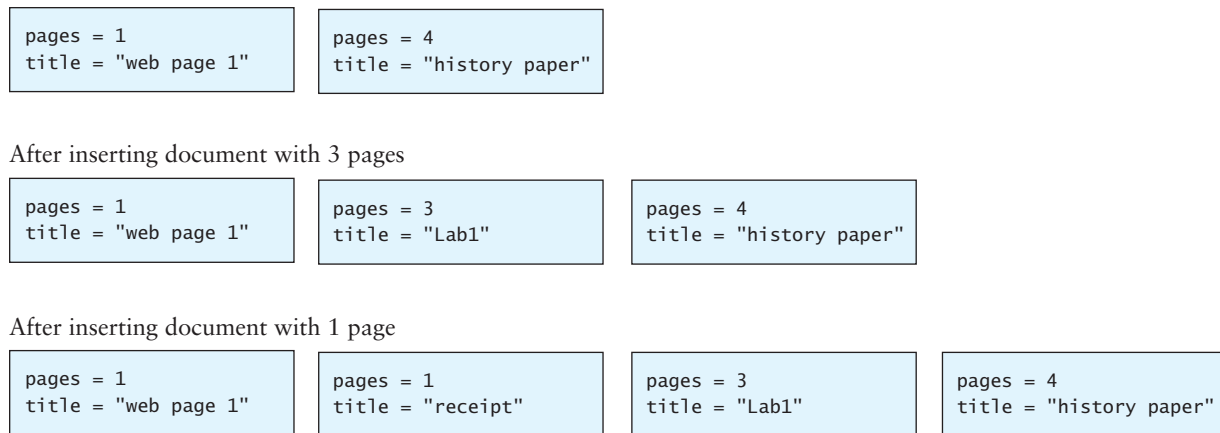 pages = 1
title = "web page 1"
pages = 4
title = "history paper"
After inserting document with 3 pages
pages = 1
title = "web page 1"
pages = 3
title = "Lab1"
pages = 4
title = "history paper"
After inserting document with 1 page
pages = 1
title = "web page 1"
pages = 1
title = "receipt"
pages = 3
title = "Lab1"
pages = 4
title = "history paper"